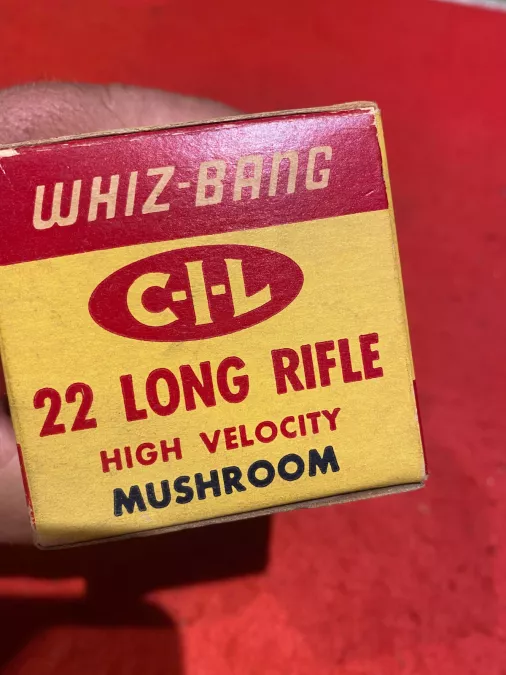 WHIZ-BANG
C-I-L
22 LONG RIFLE
HIGH VELOCITY
MUSHROOM